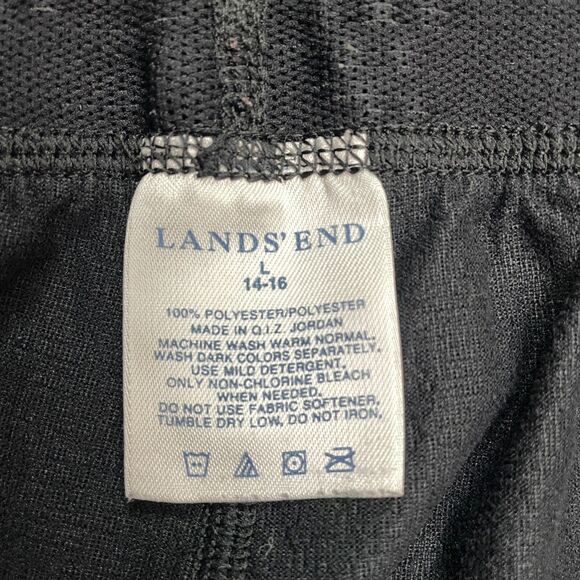 LANDS' END
L
14-16
100% POLYESTER/POLYESTER
MADE IN Q.I.Z. JORDAN
MACHINE WASH WARM NORMAL.
WASH DARK COLORS SEPARATELY.
USE MILD DETERGENT.
ONLY NON-CHLORINE BLEACH
WHEN NEEDED.
DO NOT USE FABRIC SOFTENER.
TUMBLE DRY LOW. DO NOT IRON.